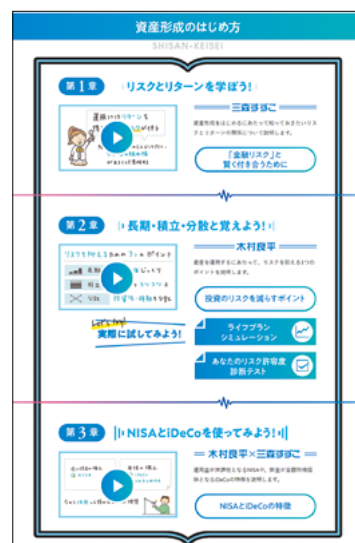 資産形成のはじめ方
SHISAN-KEISEI
第1章
リスクとリターンを学ぼう!
三森すずこ
資産形成をはじめるにあたって知っておきたいリス
クとリターンの関係について説明します。
「金融リスク」と
賢く付き合うために
第2章
長期・積立・分散と覚えよう!
木村良平
資産を運用するにあたって、リスクを抑える3つの
ポイントを説明します。
投資のリスクを減らすポイント
Let's try!
実際に試してみよう!
ライフプラン
シミュレーション
あなたのリスク許容度
診断テスト
第3章
NISAとiDeCoを使ってみよう!
木村良平×三森すずこ
NISAとiDeCoの特徴